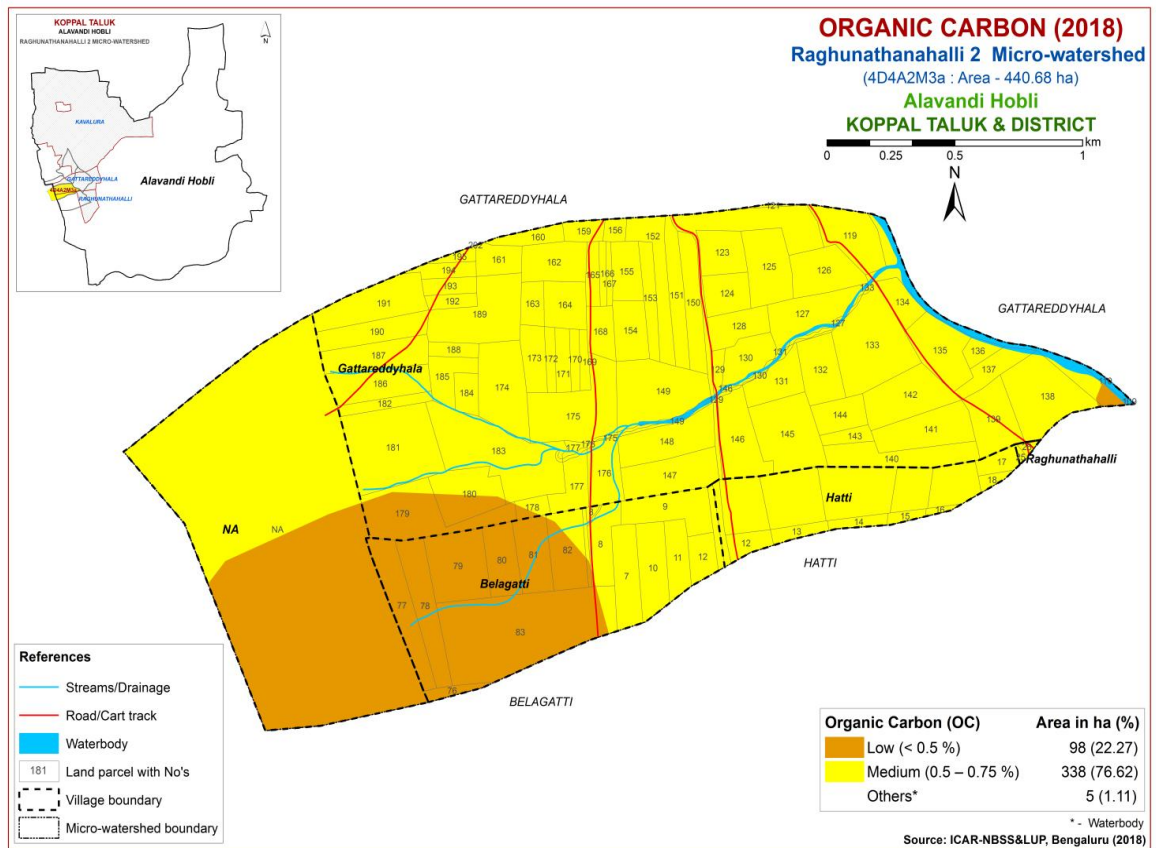 KOPPAL TALUK
ALAVANDI HOBLI
RAGHUNATHANAHALLI 2 MICRO-WATERSHED
N
KAVALURA
GATTAREDDYHALA
4D4A2M3a
RAGHUNATHAHALLI
Alavandi Hobli
ORGANIC CARBON (2018)
Raghunathanahalli 2 Micro-watershed
(4D4A2M3a : Area - 440.68 ha)
Alavandi Hobli
KOPPAL TALUK & DISTRICT
km
0 0.25 0.5 1
N
GATTAREDDYHALA
121
159 156
160 152 119
202
195 161 123
194 162 165 166 155 125 126
193 167
191 192 153 151 150 124 133 134
163 164
189 127
190 168 154 128 127
GATTAREDDYHALA
188 133 135 136
187 173 172 170 169 130 131 132
Gattareddyhala 171 129 137
186 185 184 174 149 146 130 131 138
182 129 142
175 149 144 139
181 183 177 175 148 146 145 143 141
176 140
177 147 17 Raghunathahalli
180 178 18
179 9 Hatti
NA
NA
8 12 13 14 15 16
79 80 81 82 8
Belagatti 7 10 11 12
HATTI
77 78
83
76
BELAGATTI
References
Streams/Drainage
Road/Cart track
Waterbody
181 Land parcel with No's
Village boundary
Micro-watershed boundary
Organic Carbon (OC) Area in ha (%)
Low (< 0.5 %) 98 (22.27)
Medium (0.5 – 0.75 %) 338 (76.62)
Others* 5 (1.11)
* - Waterbody
Source: ICAR-NBSS&LUP, Bengaluru (2018)